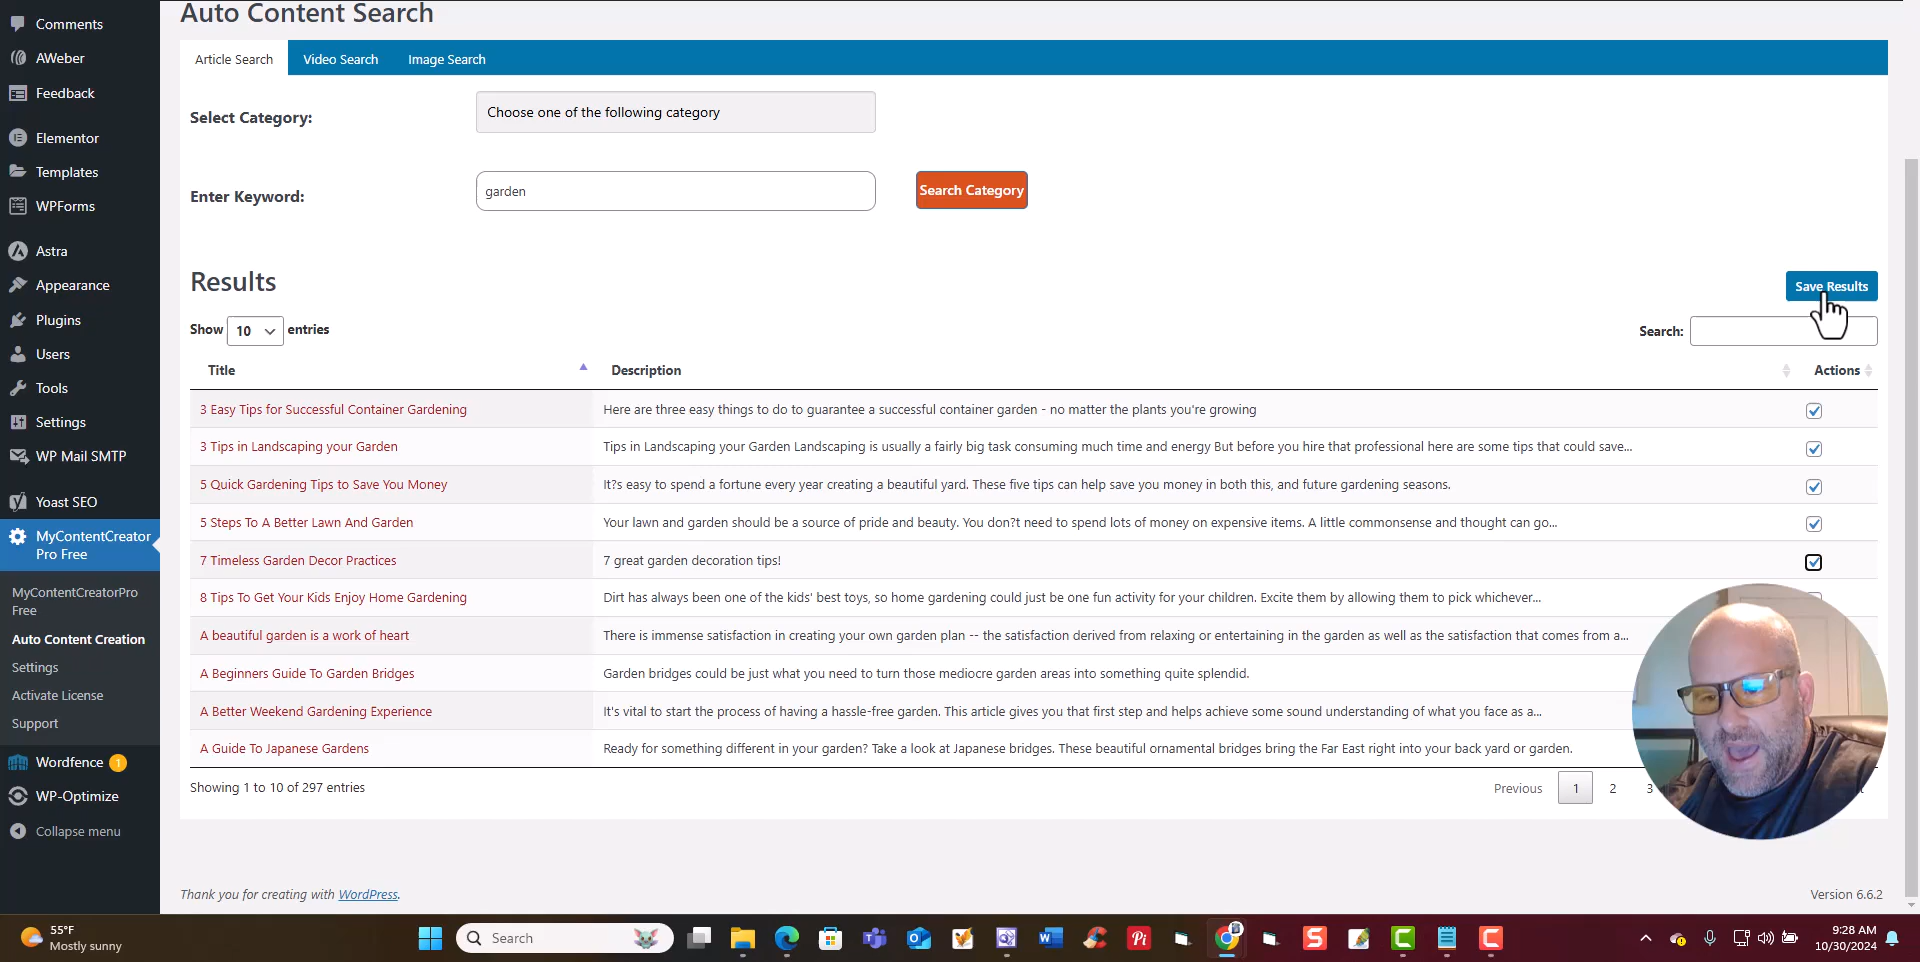 Comments
AWeber
Feedback
Elementor
Templates
WPForms
Astra
Appearance
Plugins
Users
Tools
Settings
WP Mail SMTP
Yoast SEO
MyContentCreator
Pro Free
MyContentCreatorPro
Free
Auto Content Creation
Settings
Activate License
Support
Wordfence 1
WP-Optimize
Collapse menu
Auto Content Search
Article Search Video Search Image Search
Select Category: Choose one of the following category
Enter Keyword: garden Search Category
Results Save Results
Show 10 entries Search:
Title Description Actions
3 Easy Tips for Successful Container Gardening Here are three easy things to do to guarantee a successful container garden - no matter the plants you're growing
3 Tips in Landscaping your Garden Tips in Landscaping your Garden Landscaping is usually a fairly big task consuming much time and energy But before you hire that professional here are some tips that could save...
5 Quick Gardening Tips to Save You Money It?s easy to spend a fortune every year creating a beautiful yard. These five tips can help save you money in both this, and future gardening seasons.
5 Steps To A Better Lawn And Garden Your lawn and garden should be a source of pride and beauty. You don?t need to spend lots of money on expensive items. A little commonsense and thought can go...
7 Timeless Garden Decor Practices 7 great garden decoration tips!
8 Tips To Get Your Kids Enjoy Home Gardening Dirt has always been one of the kids' best toys, so home gardening could just be one fun activity for your children. Excite them by allowing them to pick whichever...
A beautiful garden is a work of heart There is immense satisfaction in creating your own garden plan -- the satisfaction derived from relaxing or entertaining in the garden as well as the satisfaction that comes from a...
A Beginners Guide To Garden Bridges Garden bridges could be just what you need to turn those mediocre garden areas into something quite splendid.
A Better Weekend Gardening Experience It's vital to start the process of having a hassle-free garden. This article gives you that first step and helps achieve some sound understanding of what you face as a...
A Guide To Japanese Gardens Ready for something different in your garden? Take a look at Japanese bridges. These beautiful ornamental bridges bring the Far East right into your back yard or garden.
Showing 1 to 10 of 297 entries Previous 1 2 3
Thank you for creating with WordPress. Version 6.6.2
55°F
Mostly sunny
Search
9:28 AM
10/30/2024